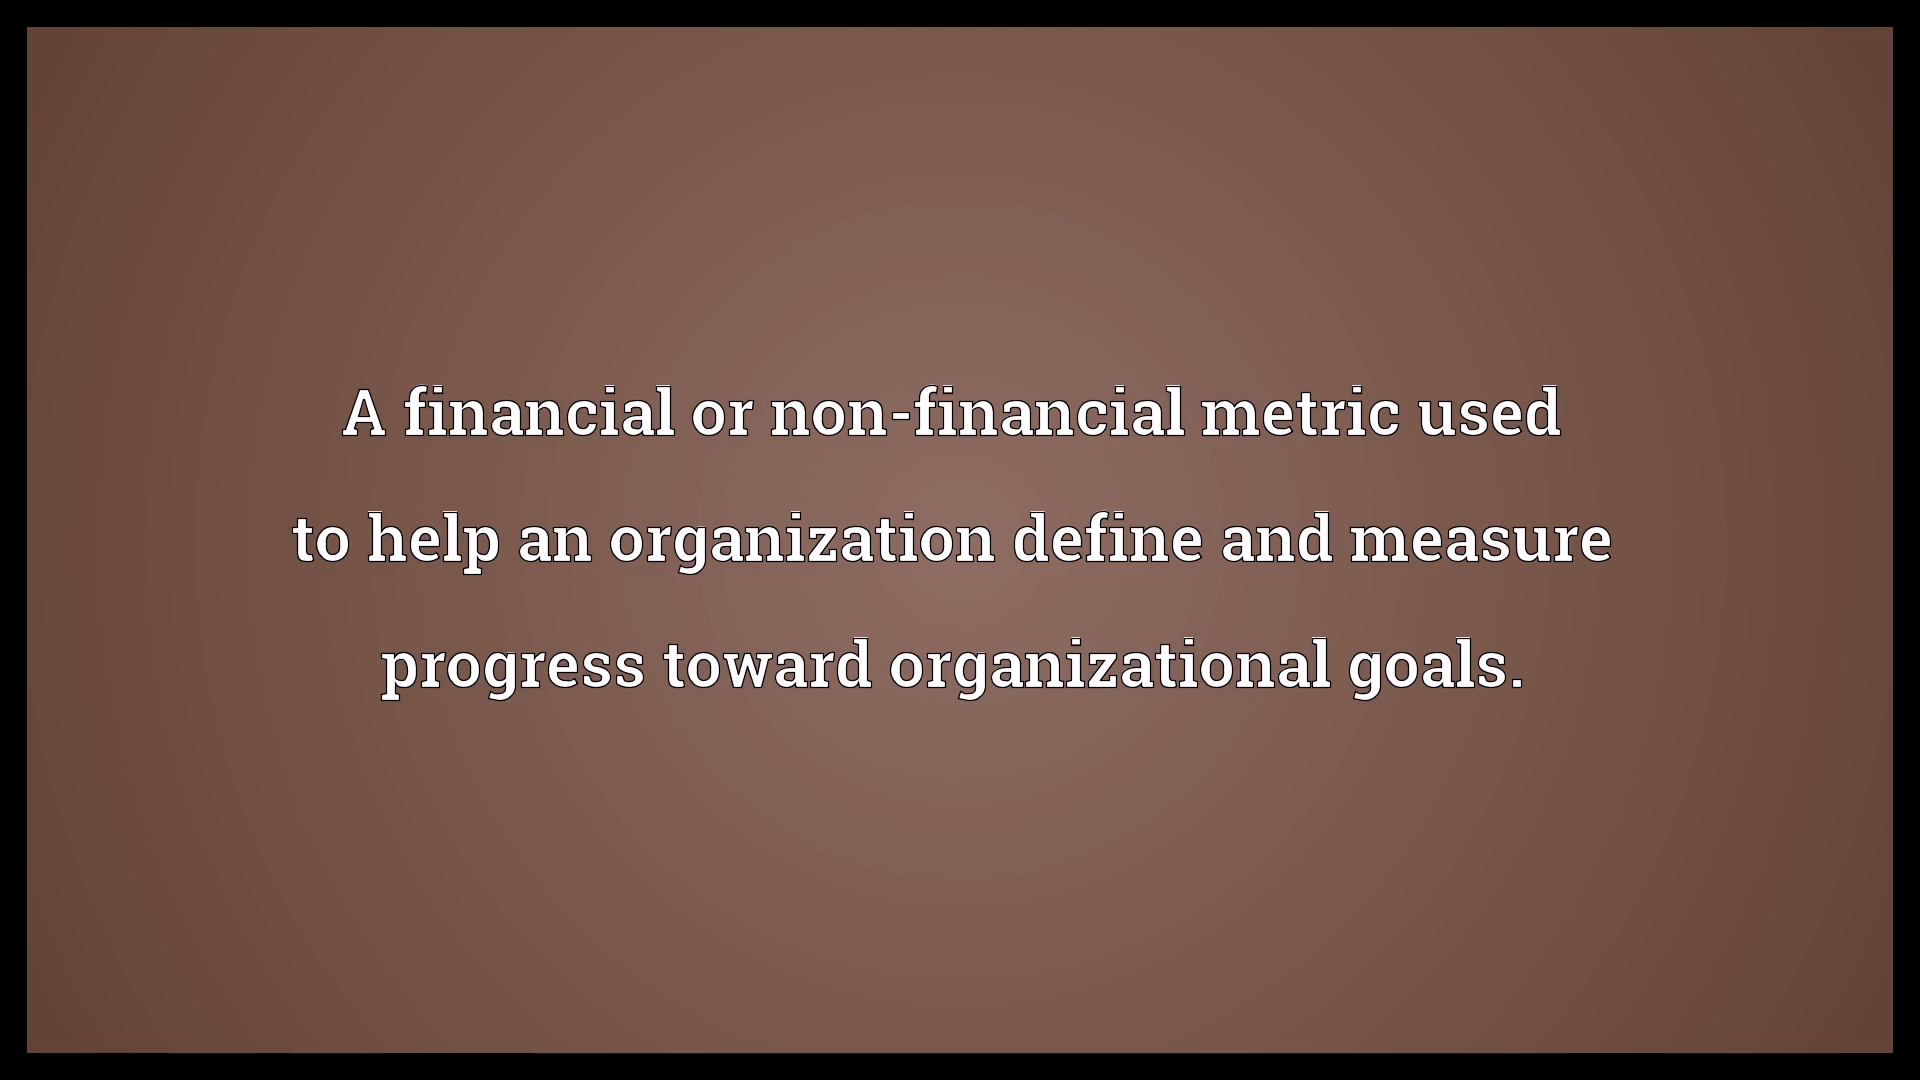 A financial or non-financial metric used
to help an organization define and measure
progress toward organizational goals.